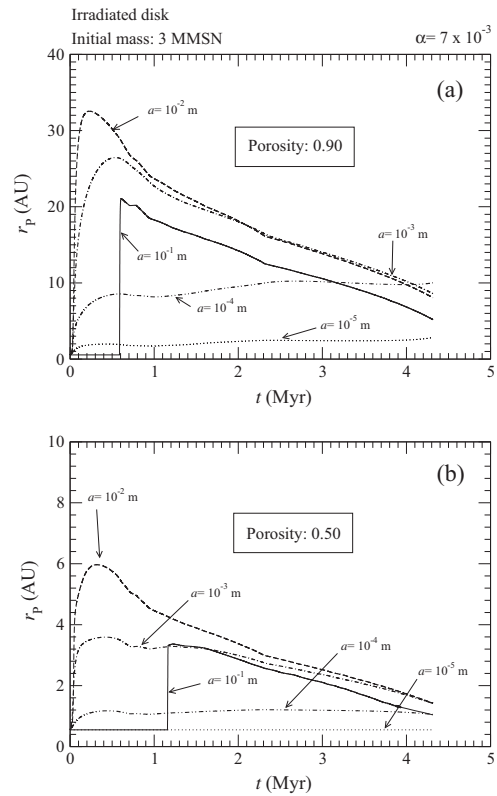 Irradiated disk
Initial mass: 3 MMSN
α= 7 x 10⁻³
(a)
50
40
30
20
10
0
r_P (AU)
a= 10⁻² m
Porosity: 0.90
a= 10⁻¹ m
a= 10⁻³ m
a= 10⁻⁴ m
a= 10⁻⁵ m
0 1 2 3 4 5
t (Myr)
(b)
10
8
6
4
2
0
r_P (AU)
a= 10⁻² m
Porosity: 0.50
a= 10⁻³ m
a= 10⁻⁴ m
a= 10⁻⁵ m
a= 10⁻¹ m
0 1 2 3 4 5
t (Myr)